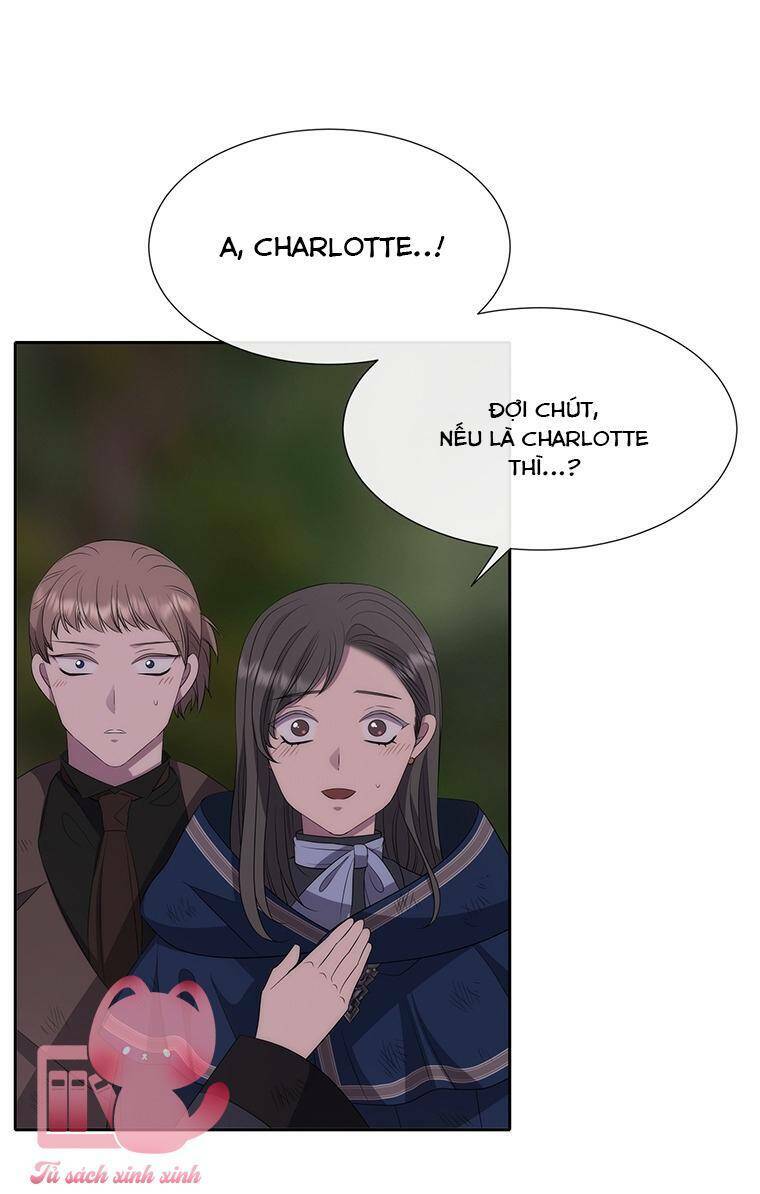 A, CHARLOTTE..!
ĐỢI CHÚT,
NẾU LÀ CHARLOTTE
THÌ...?
Tủ sách xinh xinh